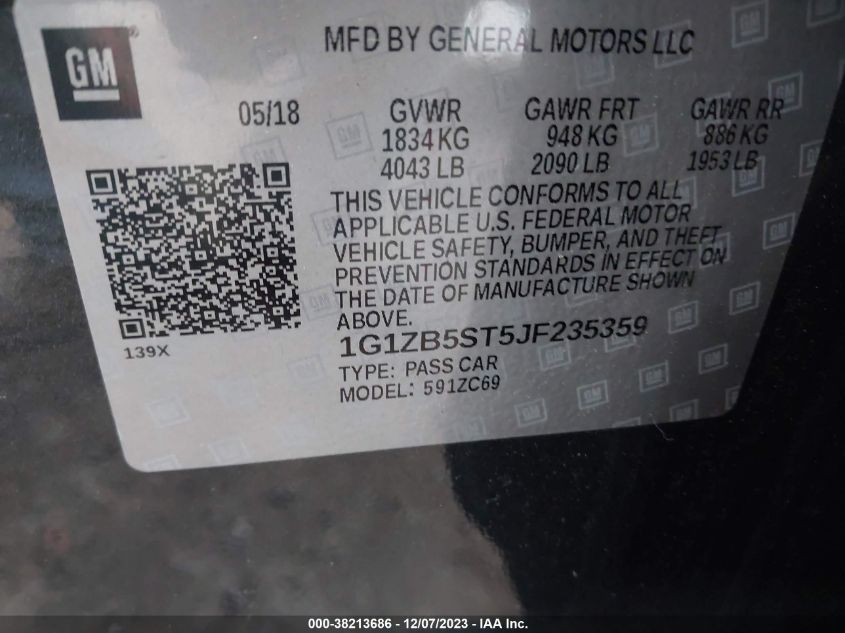 GM
MFD BY GENERAL MOTORS LLC
05/18 GVWR GAWR FRT GAWR RR
1834 KG 948 KG 886 KG
4043 LB 2090 LB 1953 LB
THIS VEHICLE CONFORMS TO ALL
APPLICABLE U.S. FEDERAL MOTOR
VEHICLE SAFETY, BUMPER, AND THEFT
PREVENTION STANDARDS IN EFFECT ON
THE DATE OF MANUFACTURE SHOWN
ABOVE.
139X
1G1ZB5ST5JF235359
TYPE: PASS CAR
MODEL: 591ZC69
000-38213686 - 12/07/2023 - Copyright © 2023 IAA, Inc.